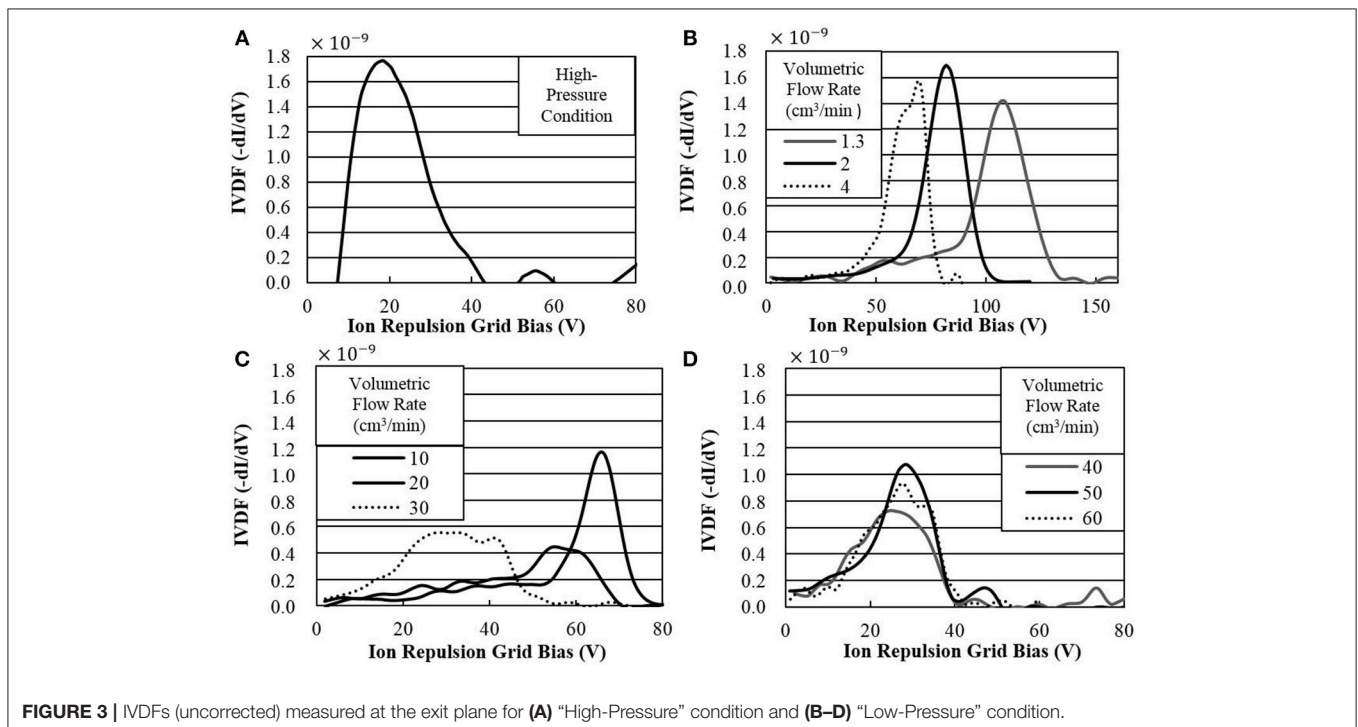 A
× 10⁻⁹
IVDF (-dI/dV)
1.8
1.6
1.4
1.2
1.0
0.8
0.6
0.4
0.2
0.0
High-
Pressure
Condition
0 20 40 60 80
Ion Repulsion Grid Bias (V)
B
× 10⁻⁹
IVDF (-dI/dV)
1.8
1.6
1.4
1.2
1.0
0.8
0.6
0.4
0.2
0.0
Volumetric
Flow Rate
(cm³/min )
1.3
2
4
0 50 100 150
Ion Repulsion Grid Bias (V)
C
× 10⁻⁹
IVDF (-dI/dV)
1.8
1.6
1.4
1.2
1.0
0.8
0.6
0.4
0.2
0.0
Volumetric
Flow Rate
(cm³/min)
10
20
30
0 20 40 60 80
Ion Repulsion Grid Bias (V)
D
× 10⁻⁹
IVDF (-dI/dV)
1.8
1.6
1.4
1.2
1.0
0.8
0.6
0.4
0.2
0.0
Volumetric
Flow Rate
(cm³/min)
40
50
60
0 20 40 60 80
Ion Repulsion Grid Bias (V)
FIGURE 3 | IVDFs (uncorrected) measured at the exit plane for (A) “High-Pressure” condition and (B–D) “Low-Pressure” condition.